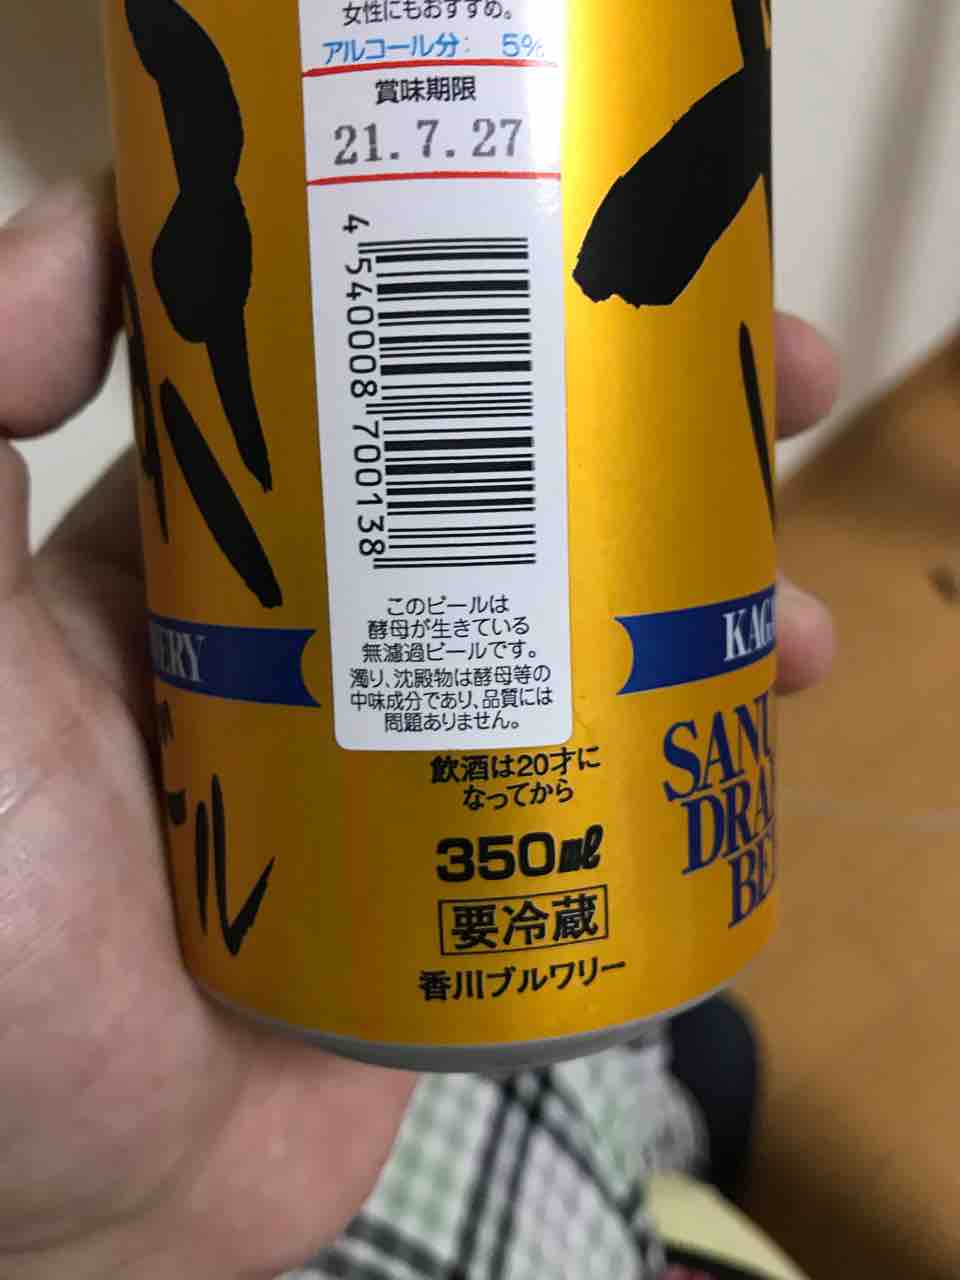 女性にもおすすめ。
アルコール分: 5%
賞味期限
21.7.27
4 540008 700138
このビールは
酵母が生きている
無濾過ビールです。
濁り、沈殿物は酵母等の
中味成分であり、品質には
問題ありません。
飲酒は20才に
なってから
350ml
要冷蔵
香川ブルワリー
ビール